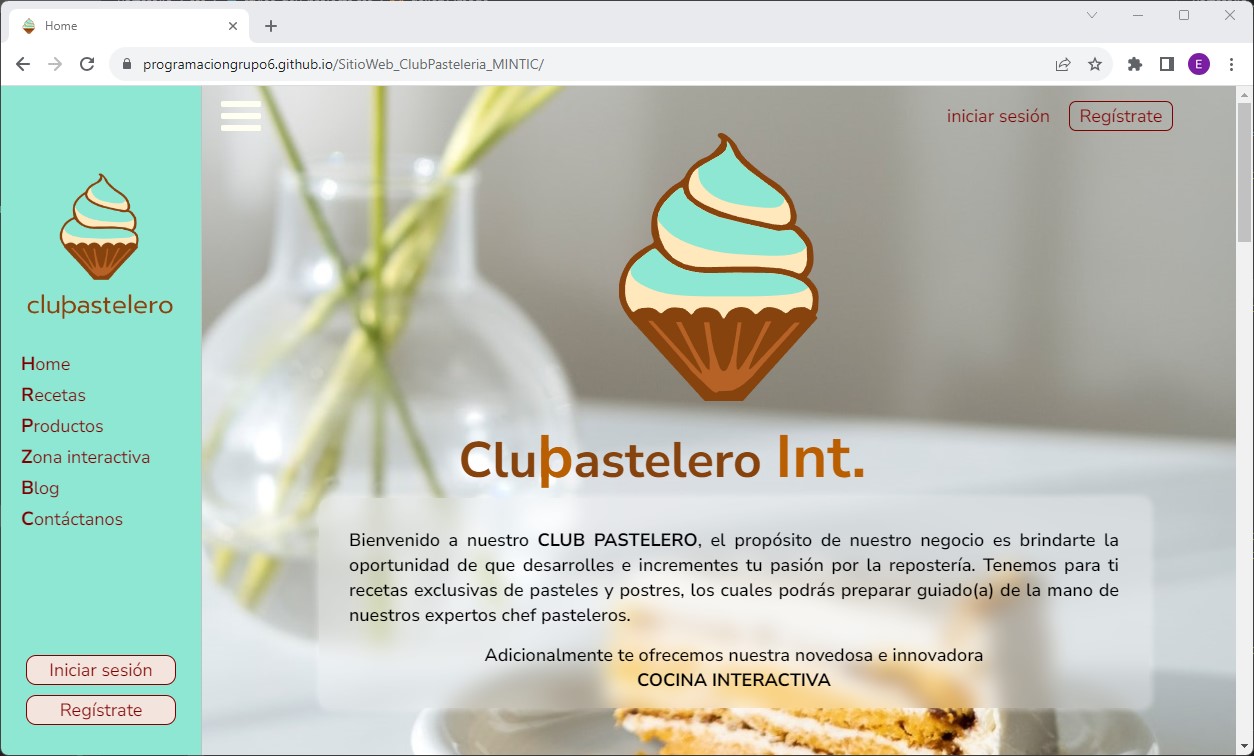 Home
programaciongrupo6.github.io/SitioWeb_ClubPasteleria_MINTIC/
E
iniciar sesión
Regístrate
cluþastelero
Home
Recetas
Productos
Zona interactiva
Blog
Contáctanos
Iniciar sesión
Regístrate
Cluþastelero Int.
Bienvenido a nuestro CLUB PASTELERO, el propósito de nuestro negocio es brindarte la
oportunidad de que desarrolles e incrementes tu pasión por la repostería. Tenemos para ti
recetas exclusivas de pasteles y postres, los cuales podrás preparar guiado(a) de la mano de
nuestros expertos chef pasteleros.
Adicionalmente te ofrecemos nuestra novedosa e innovadora
COCINA INTERACTIVA